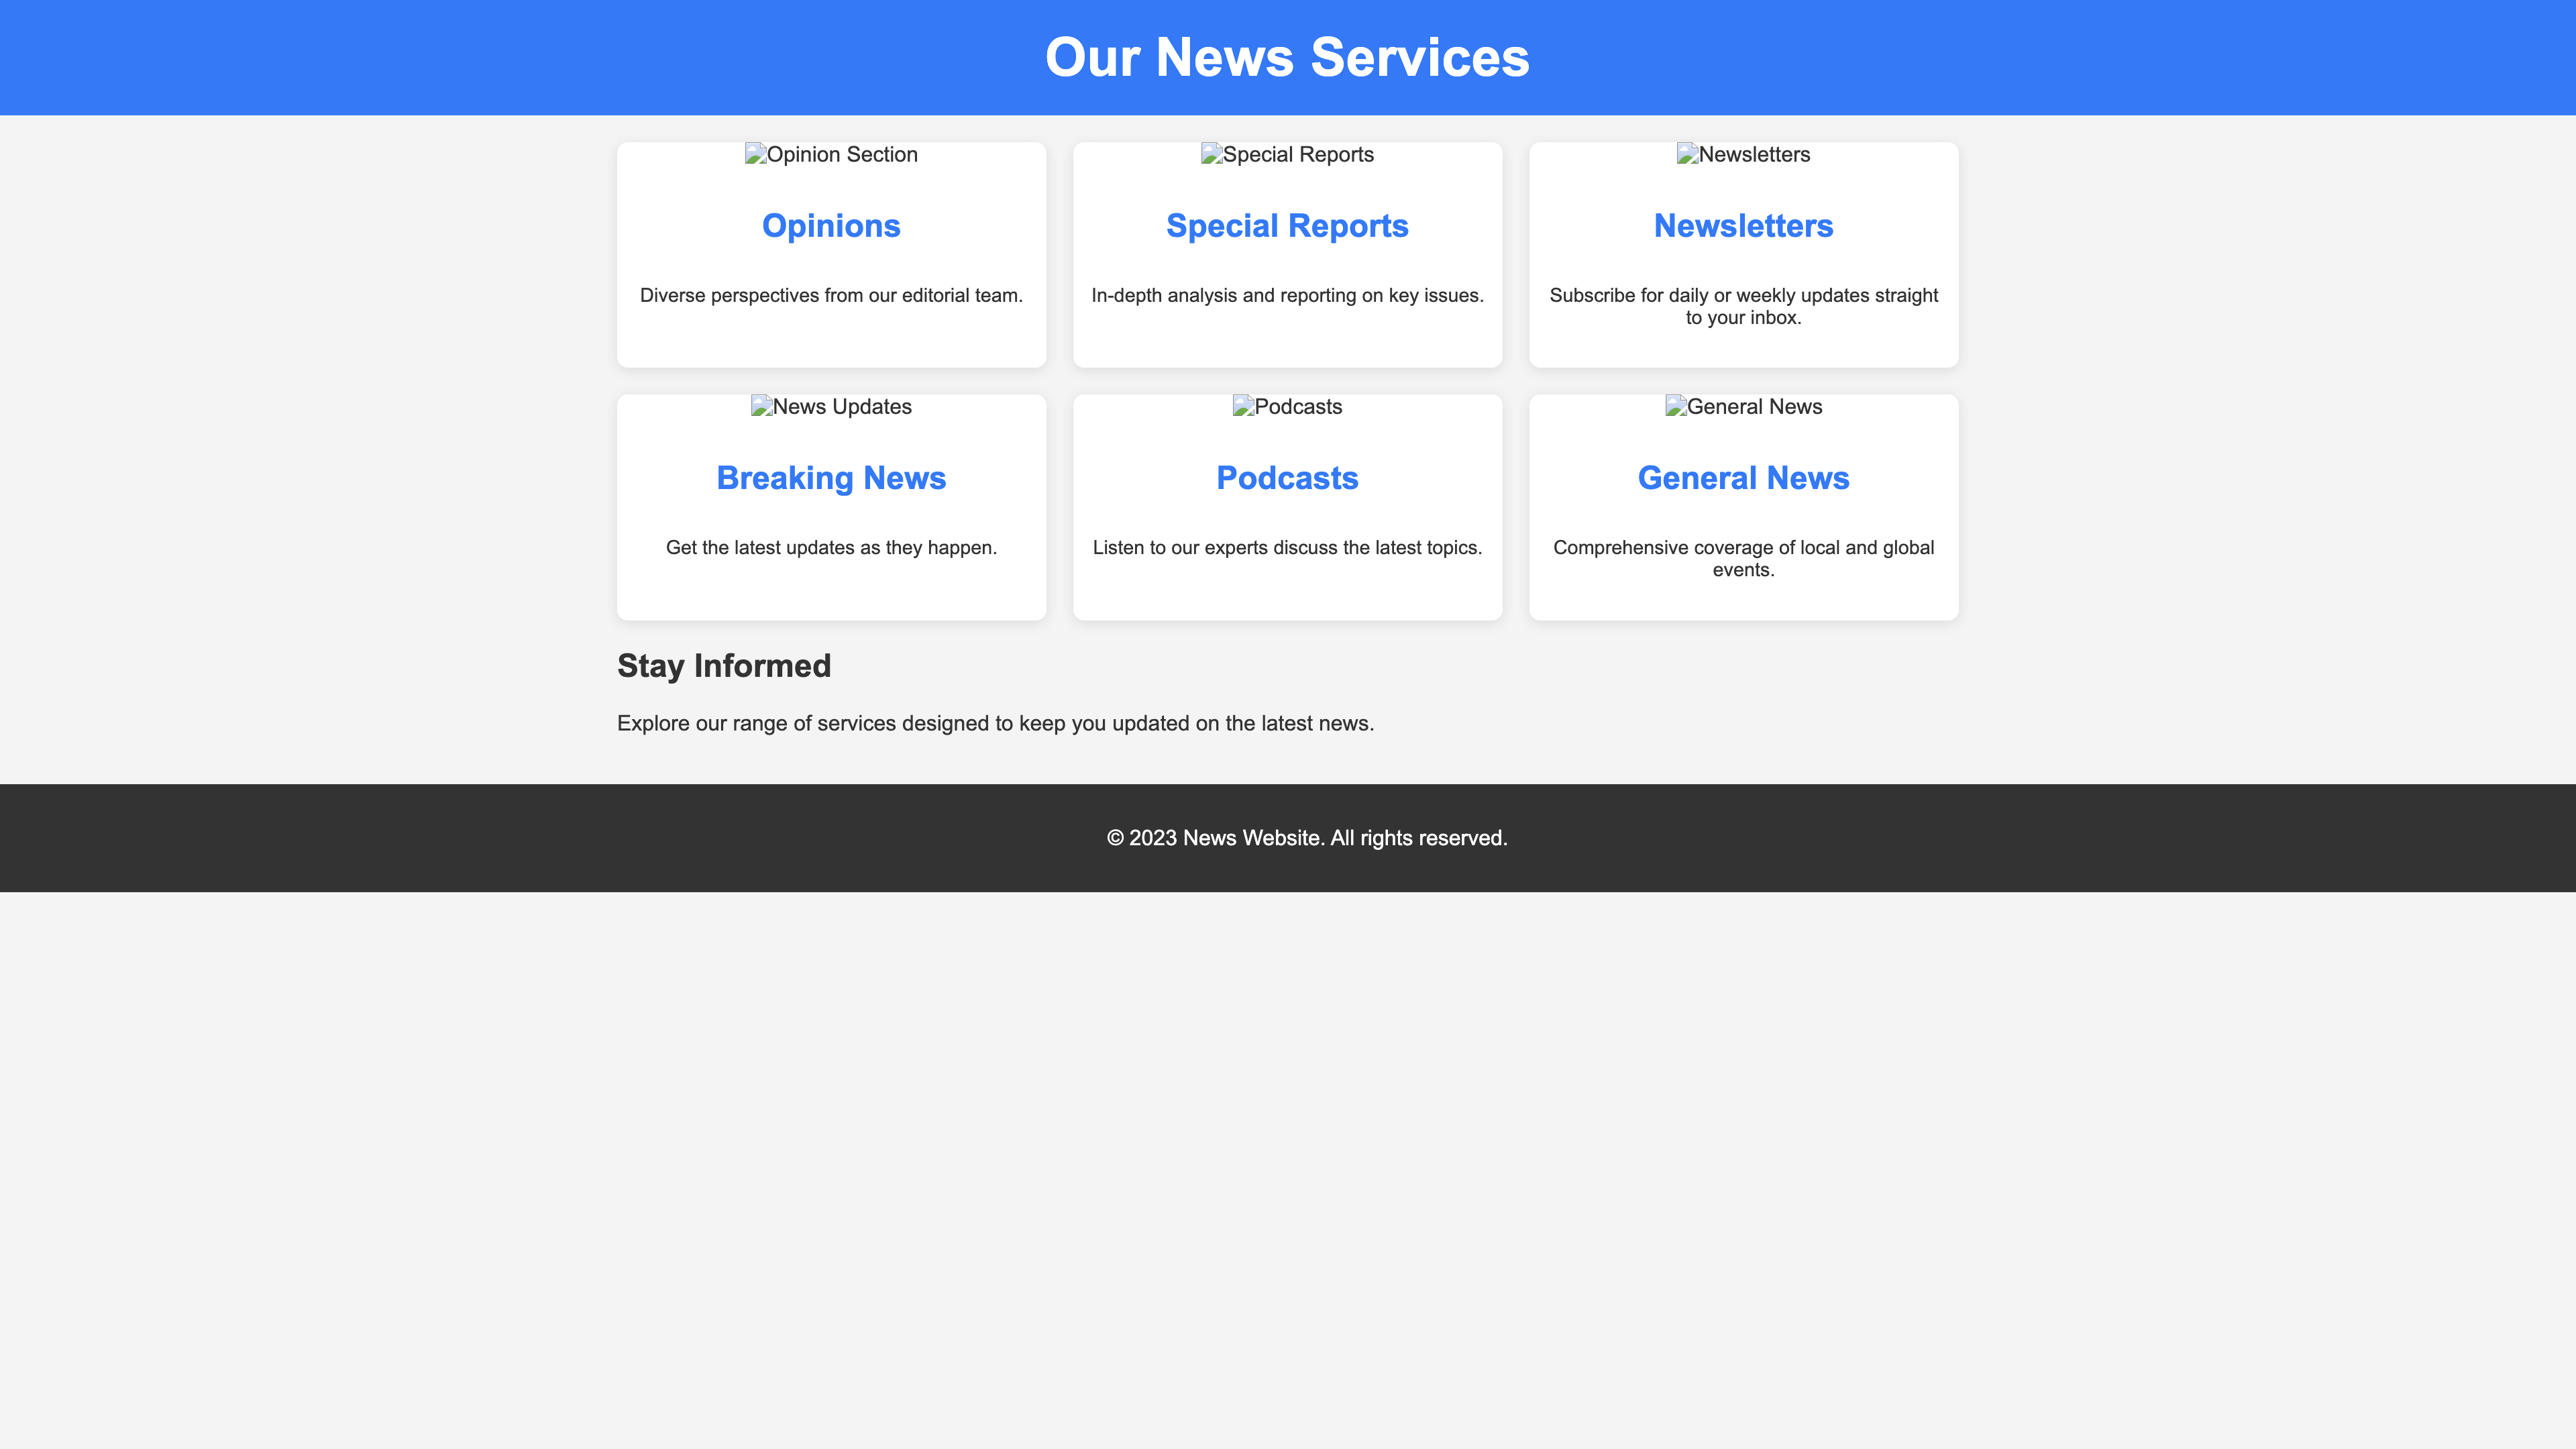 Our News Services
Opinion Section
Opinions
Diverse perspectives from our editorial team.
Special Reports
Special Reports
In-depth analysis and reporting on key issues.
Newsletters
Newsletters
Subscribe for daily or weekly updates straight
to your inbox.
News Updates
Breaking News
Get the latest updates as they happen.
Podcasts
Podcasts
Listen to our experts discuss the latest topics.
General News
General News
Comprehensive coverage of local and global
events.
Stay Informed
Explore our range of services designed to keep you updated on the latest news.
© 2023 News Website. All rights reserved.